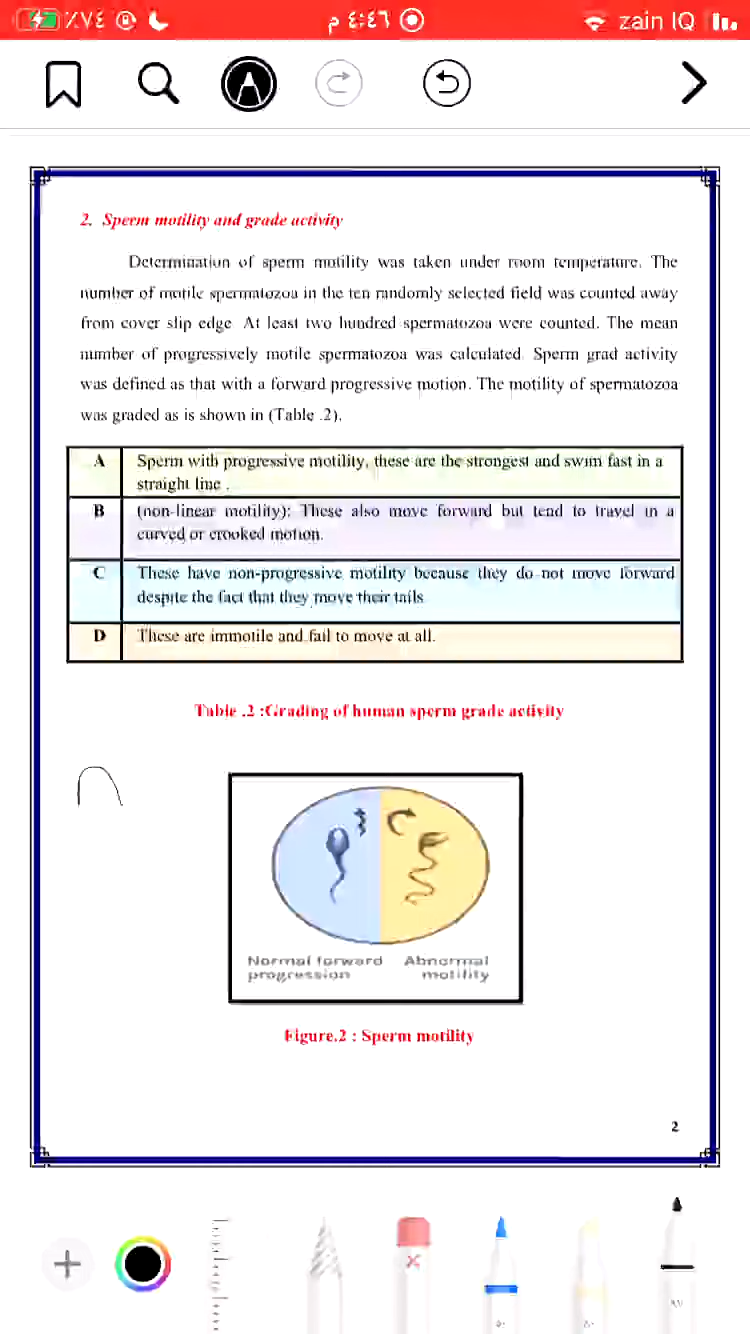 ٪٧٤ ٤:٤٦ م zain IQ
2. Sperm motility and grade activity
Determination of sperm motility was taken under room temperature. The
number of motile spermatozoa in the ten randomly selected field was counted away
from cover slip edge. At least two hundred spermatozoa were counted. The mean
number of progressively motile spermatozoa was calculated. Sperm grad activity
was defined as that with a forward progressive motion. The motility of spermatozoa
was graded as is shown in (Table .2).
A Sperm with progressive motility, these are the strongest and swim fast in a
straight line .
B (non-linear motility): These also move forward but tend to travel in a
curved or crooked motion.
C These have non-progressive motility because they do not move forward
despite the fact that they move their tails.
D These are immotile and fail to move at all.
Table .2 :Grading of human sperm grade activity
Normal forward
progression
Abnormal
motility
Figure.2 : Sperm motility
2